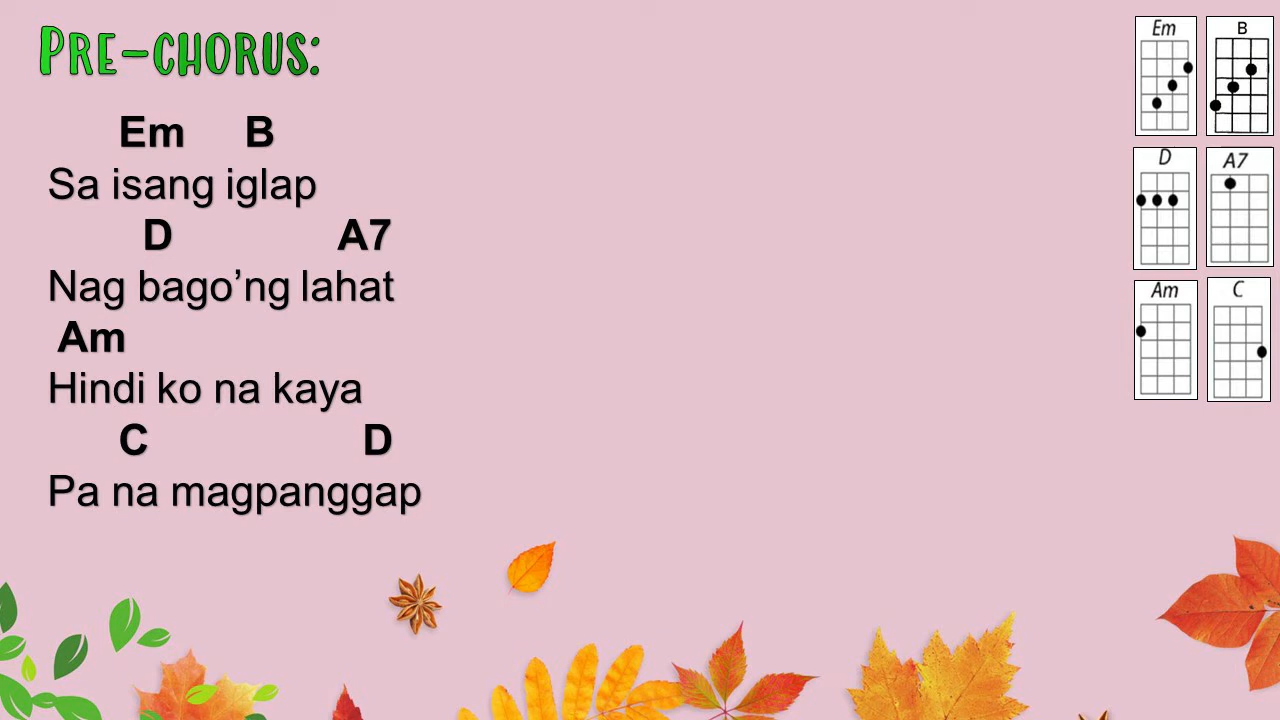 PRE-CHORUS:
Em B
Sa isang iglap
D A7
Nag bago’ng lahat
Am
Hindi ko na kaya
C D
Pa na magpanggap
Em B
D A7
Am C